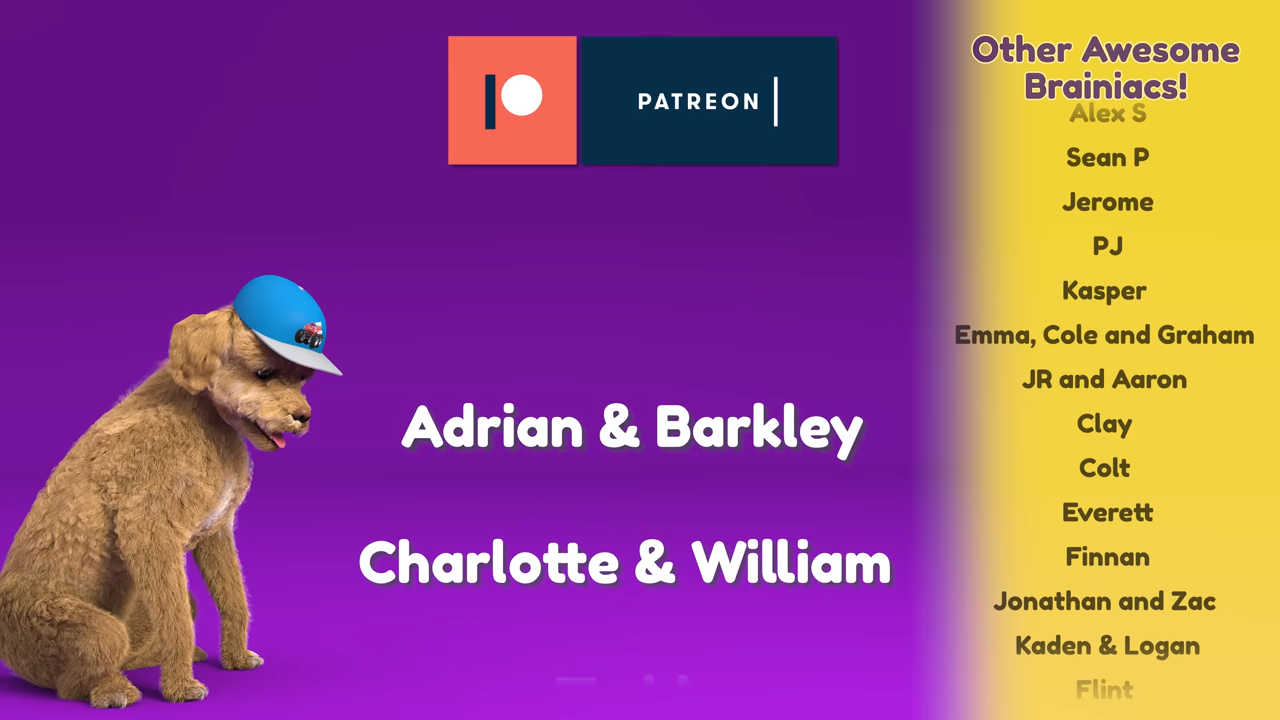 PATREON
Adrian & Barkley
Charlotte & William
Other Awesome
Brainiacs!
Alex S
Sean P
Jerome
PJ
Kasper
Emma, Cole and Graham
JR and Aaron
Clay
Colt
Everett
Finnan
Jonathan and Zac
Kaden & Logan
Flint